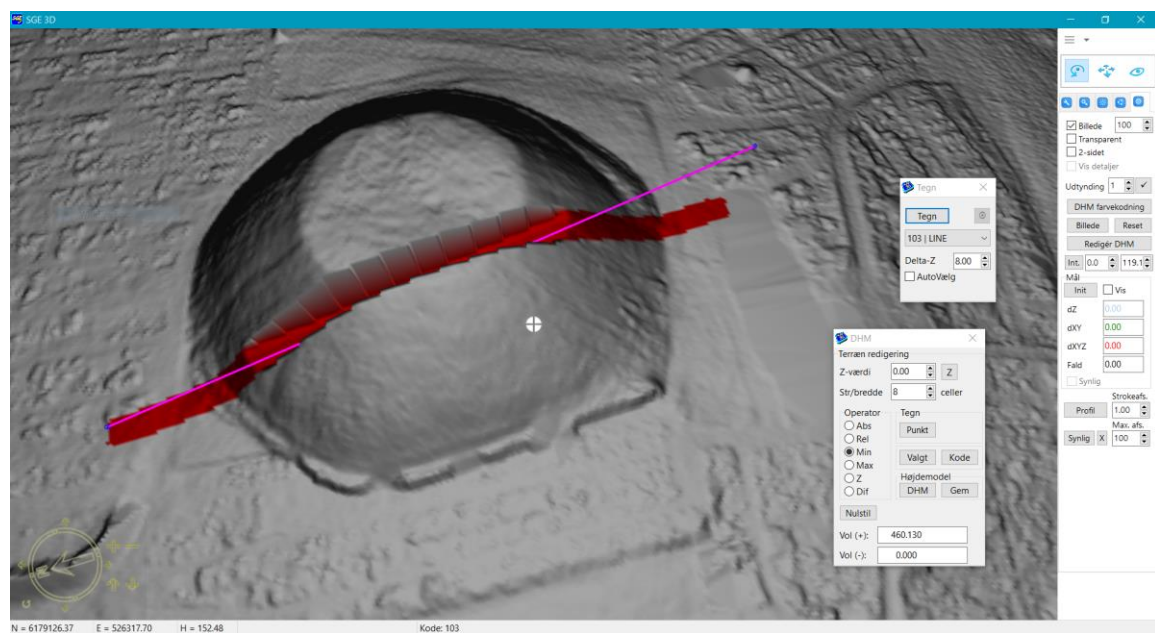 SGE 3D
Billede 100
Transparent
2-sidet
Vis detaljer
Udtynding 1
DHM farvekodning
Billede Reset
Redigér DHM
Int. 0.0 119.1
Mål
Init Vis
dZ 0.00
dXY 0.00
dXYZ 0.00
Fald 0.00
Synlig
Strokeafs.
Profil 1.00
Max. afs.
Synlig X 100
Tegn
Tegn
103 | LINE
Delta-Z 8.00
AutoVælg
DHM
Terræn redigering
Z-værdi 0.00 Z
Str/bredde 8 celler
Operator Tegn
Abs
Rel
Punkt
Min
Max
Valgt Kode
Z
Højdemodel
Dif
DHM Gem
Nulstil
Vol (+): 460.130
Vol (-): 0.000
N = 6179126.37 E = 526317.70 H = 152.48 Kode: 103